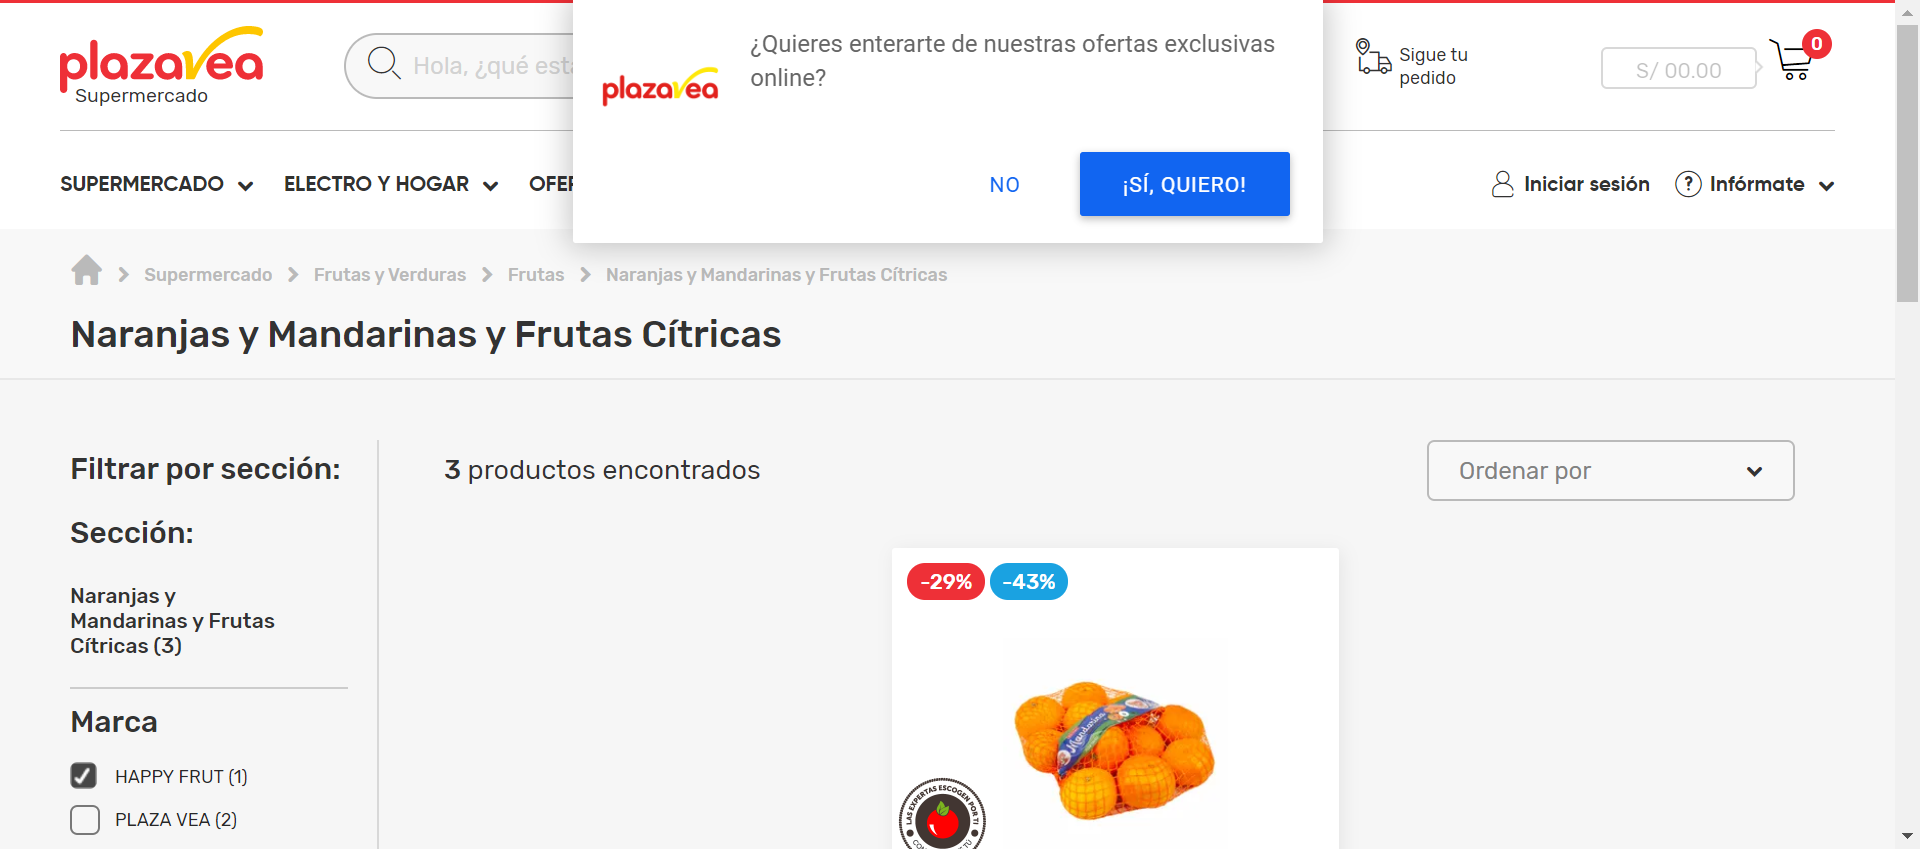 plazavea
Supermercado
Hola, ¿qué est
plazavea
¿Quieres enterarte de nuestras ofertas exclusivas
online?
NO
¡SÍ, QUIERO!
Sigue tu
pedido
S/ 00.00
0
SUPERMERCADO
ELECTRO Y HOGAR
OFE
Iniciar sesión
? Infórmate
Supermercado
Frutas y Verduras
Frutas
Naranjas y Mandarinas y Frutas Cítricas
Naranjas y Mandarinas y Frutas Cítricas
Filtrar por sección:
3 productos encontrados
Ordenar por
Sección:
Naranjas y
Mandarinas y Frutas
Cítricas (3)
Marca
HAPPY FRUT (1)
PLAZA VEA (2)
-29%
-43%
Mandarina
LAS EXPERTAS ESCOGEN POR TI